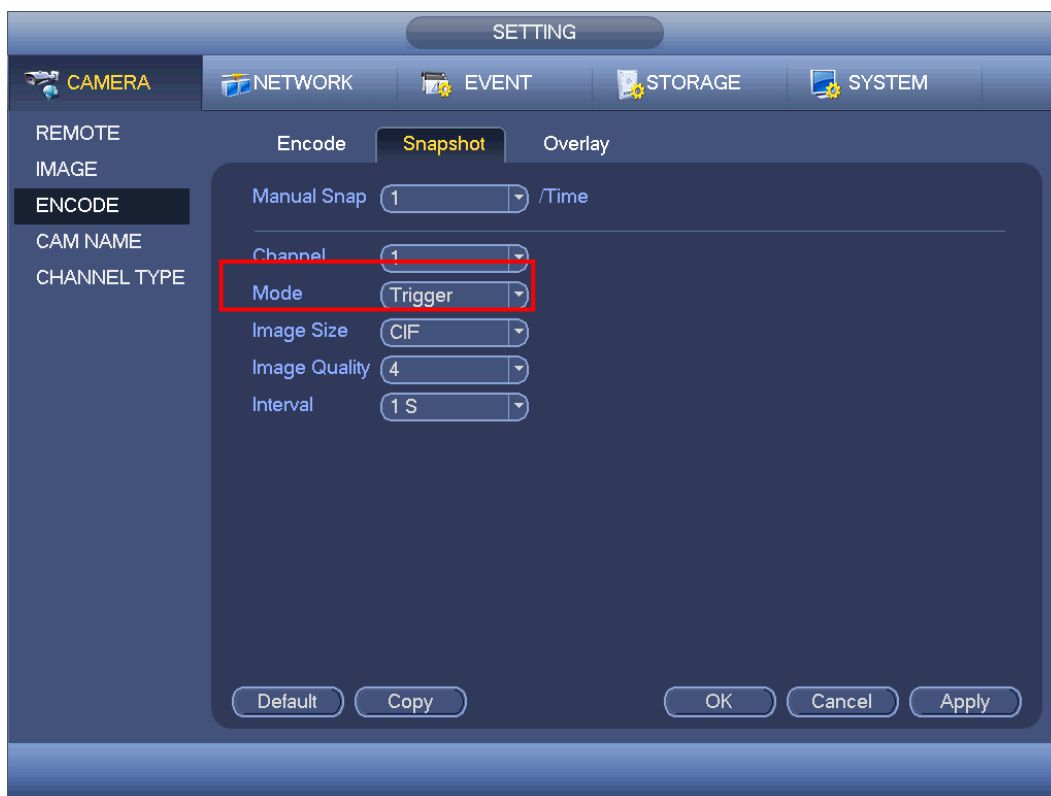 SETTING
CAMERA NETWORK EVENT STORAGE SYSTEM
REMOTE
IMAGE
ENCODE
CAM NAME
CHANNEL TYPE
Encode Snapshot Overlay
Manual Snap 1 /Time
Channel 1
Mode Trigger
Image Size CIF
Image Quality 4
Interval 1 S
Default Copy OK Cancel Apply